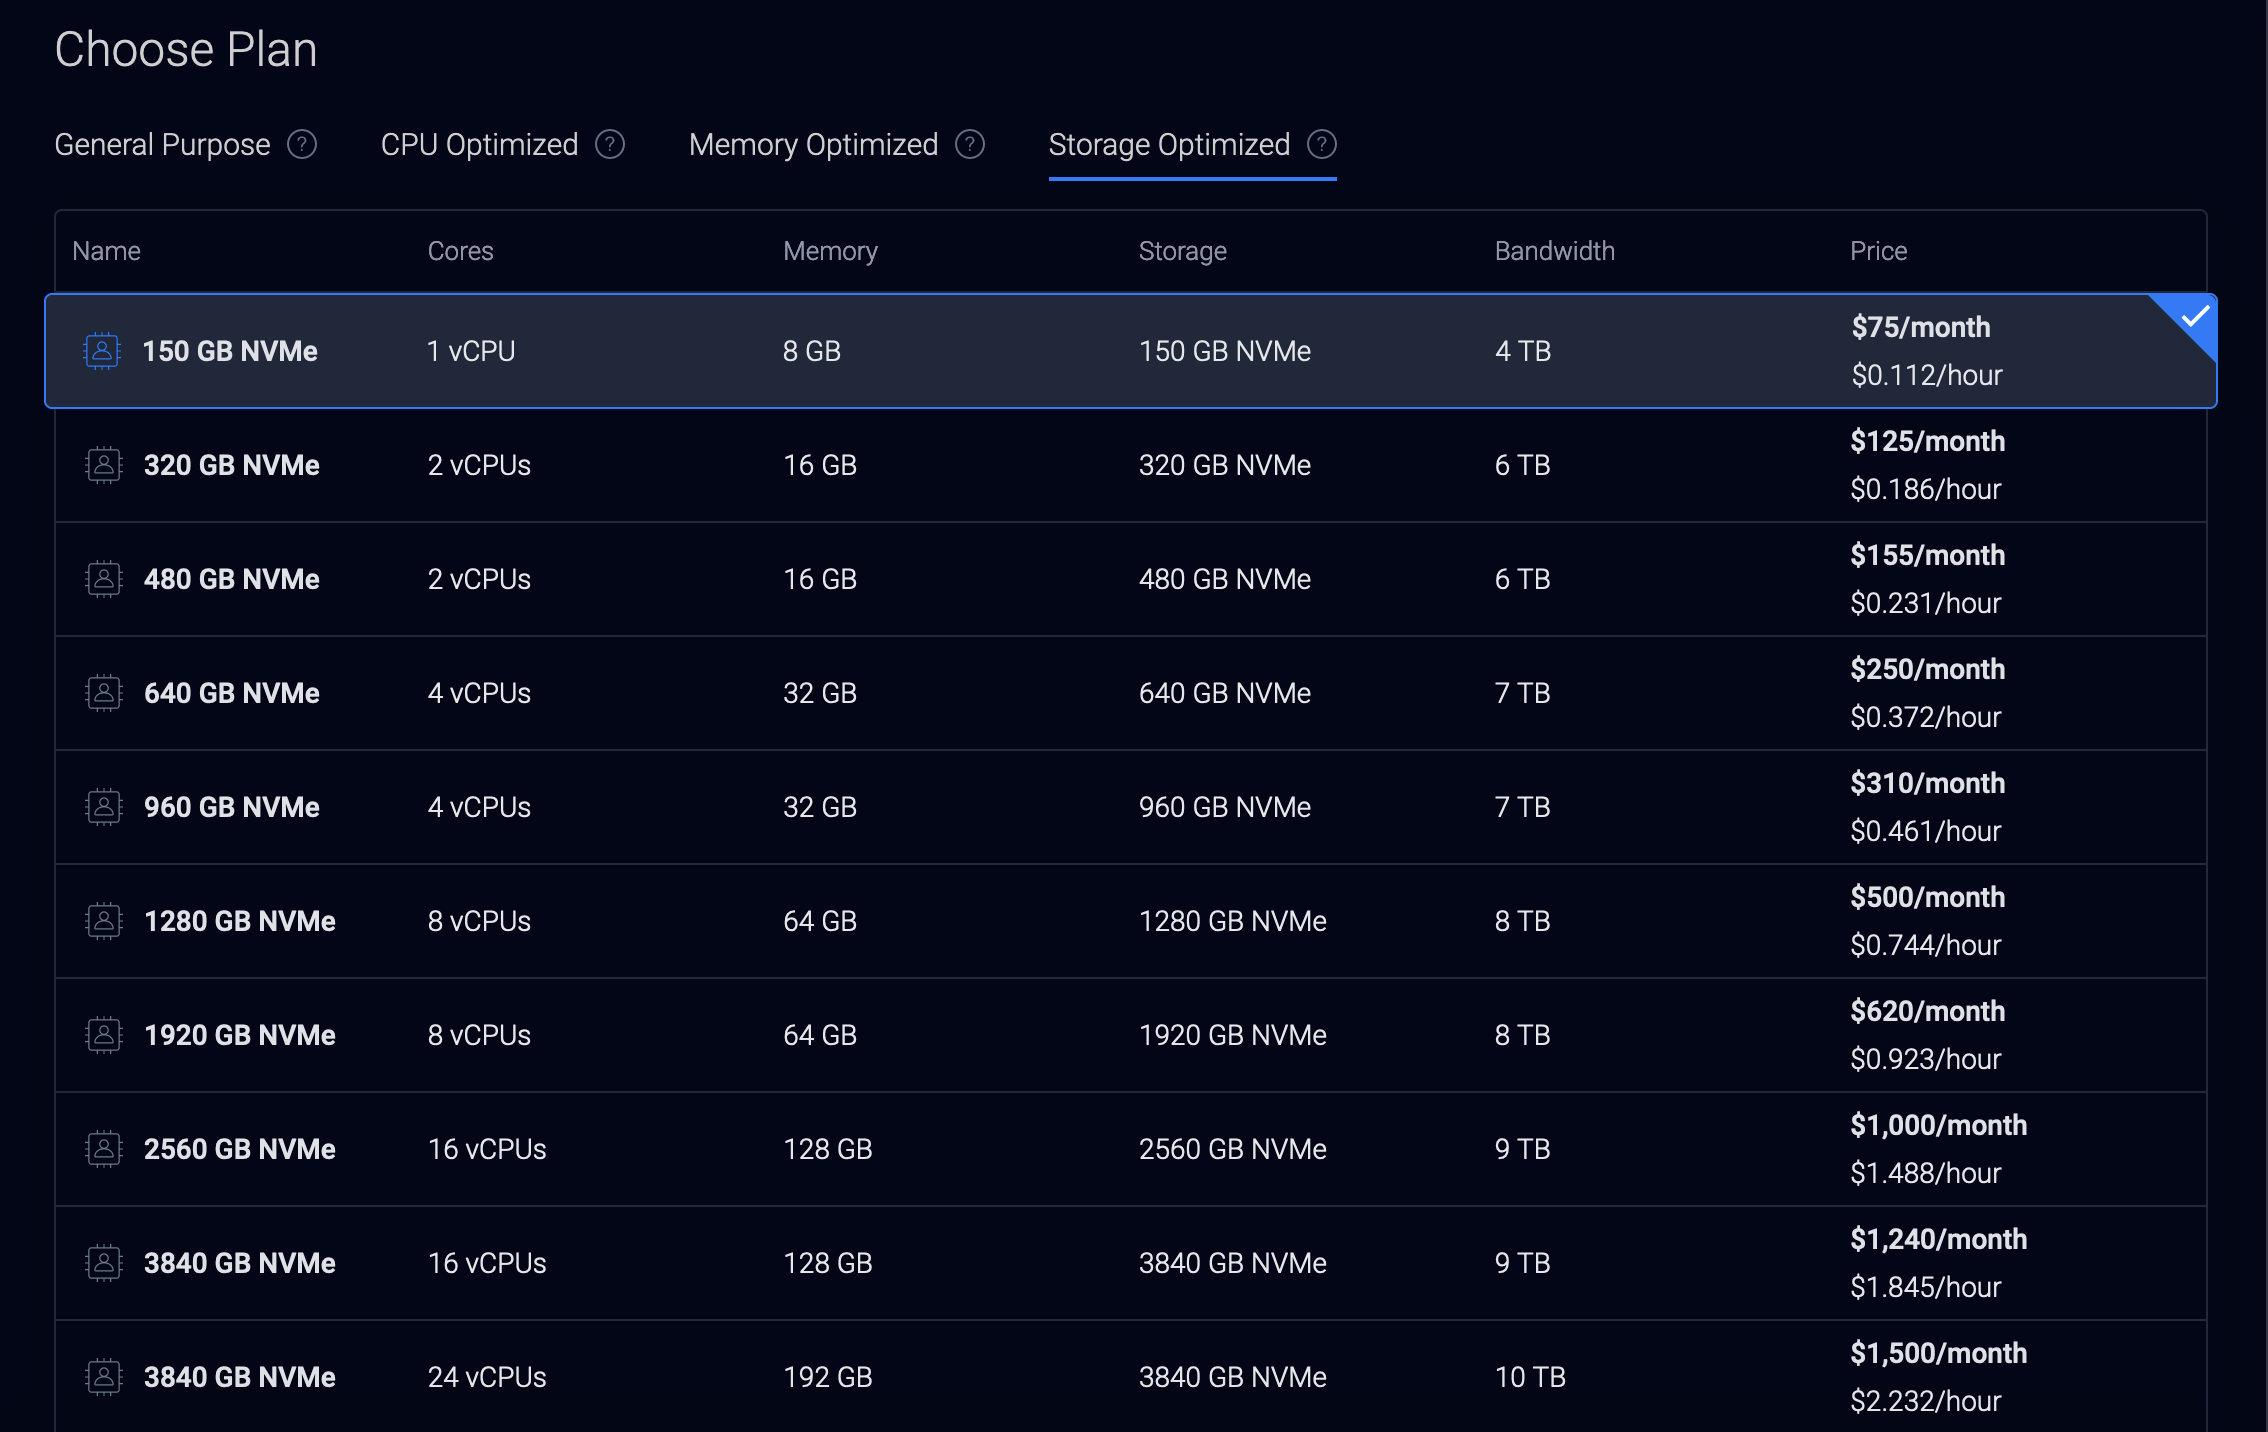 Choose Plan
General Purpose ? CPU Optimized ? Memory Optimized ? Storage Optimized ?
Name Cores Memory Storage Bandwidth Price
150 GB NVMe 1 vCPU 8 GB 150 GB NVMe 4 TB $75/month
$0.112/hour
320 GB NVMe 2 vCPUs 16 GB 320 GB NVMe 6 TB $125/month
$0.186/hour
480 GB NVMe 2 vCPUs 16 GB 480 GB NVMe 6 TB $155/month
$0.231/hour
640 GB NVMe 4 vCPUs 32 GB 640 GB NVMe 7 TB $250/month
$0.372/hour
960 GB NVMe 4 vCPUs 32 GB 960 GB NVMe 7 TB $310/month
$0.461/hour
1280 GB NVMe 8 vCPUs 64 GB 1280 GB NVMe 8 TB $500/month
$0.744/hour
1920 GB NVMe 8 vCPUs 64 GB 1920 GB NVMe 8 TB $620/month
$0.923/hour
2560 GB NVMe 16 vCPUs 128 GB 2560 GB NVMe 9 TB $1,000/month
$1.488/hour
3840 GB NVMe 16 vCPUs 128 GB 3840 GB NVMe 9 TB $1,240/month
$1.845/hour
3840 GB NVMe 24 vCPUs 192 GB 3840 GB NVMe 10 TB $1,500/month
$2.232/hour